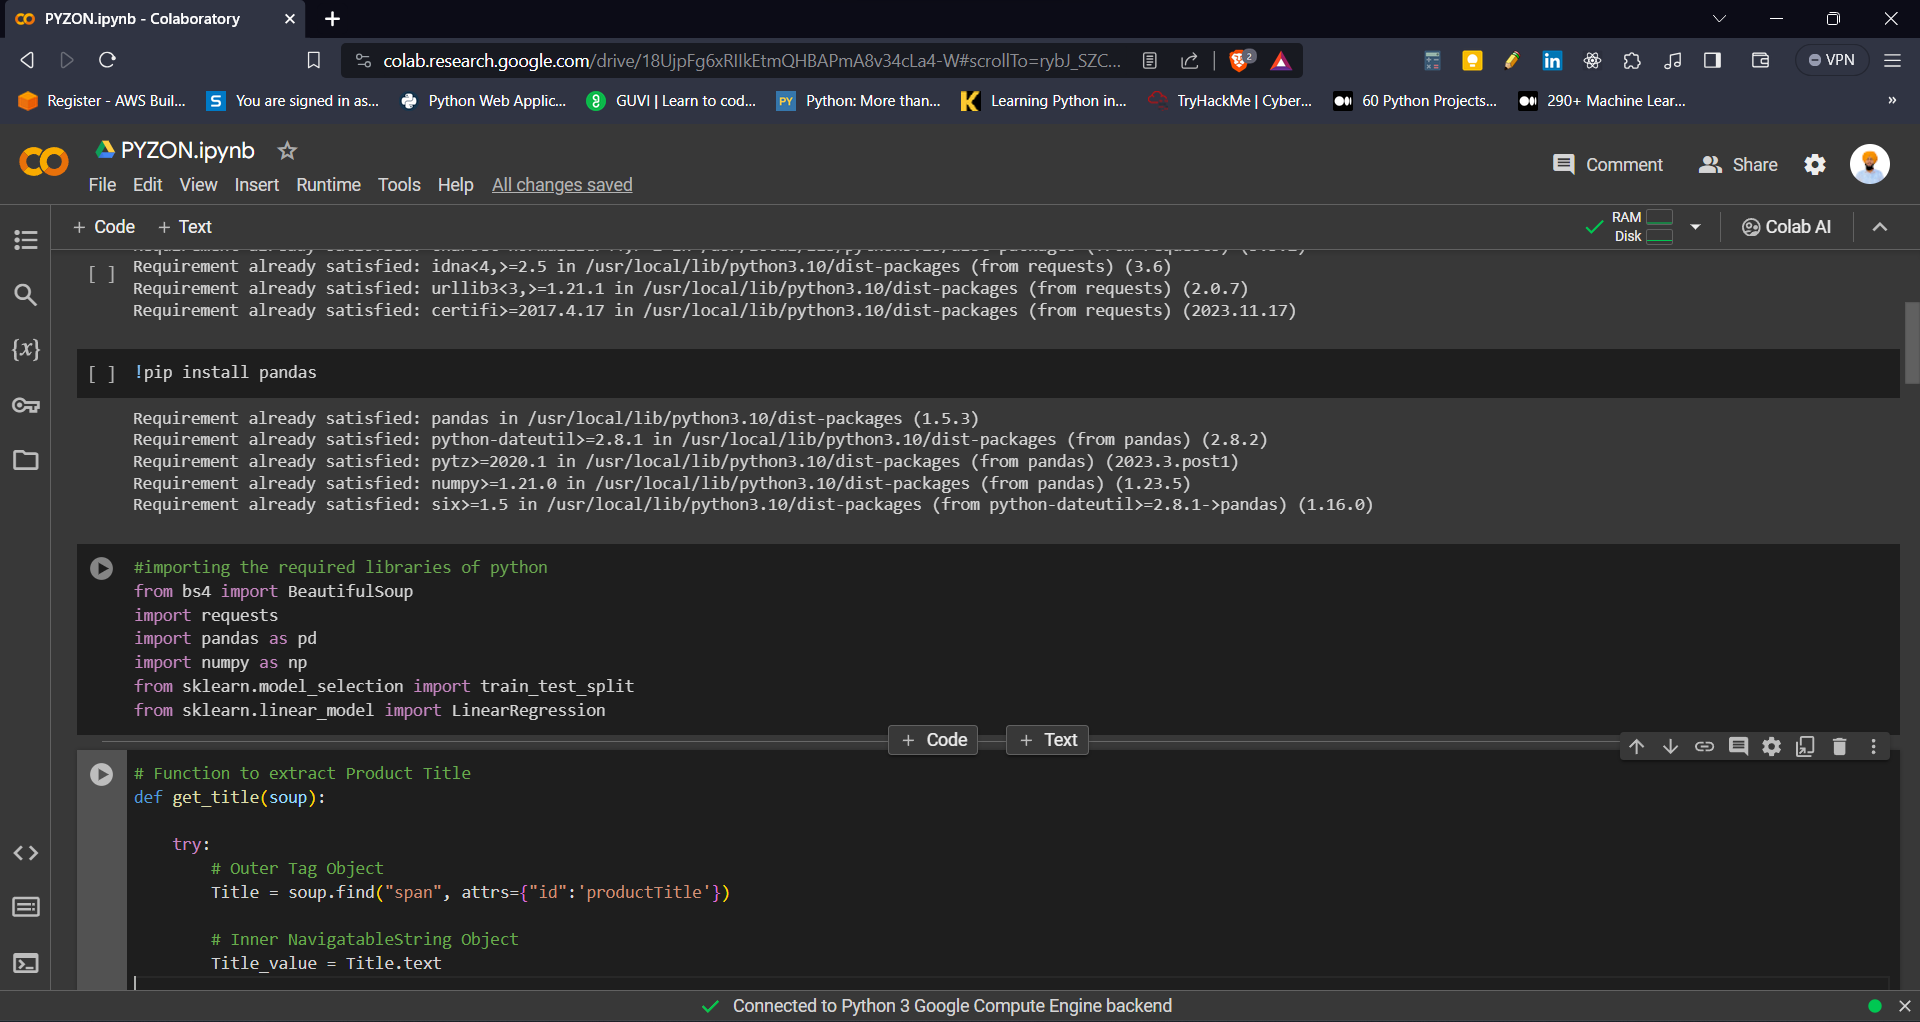 PYZON.ipynb - Colaboratory
colab.research.google.com/drive/18UjpFg6xRIlkEtmQHBAPmA8v34cLa4-W#scrollTo=rybJ_SZC...
2
VPN
Register - AWS Buil...
You are signed in as...
Python Web Applic...
GUVI | Learn to cod...
PY Python: More than...
Learning Python in...
TryHackMe | Cyber...
60 Python Projects...
290+ Machine Lear...
»
PYZON.ipynb
Comment
Share
File Edit View Insert Runtime Tools Help All changes saved
+ Code + Text
RAM
Disk
Colab AI
[ ] Requirement already satisfied: idna<4,>=2.5 in /usr/local/lib/python3.10/dist-packages (from requests) (3.6)
Requirement already satisfied: urllib3<3,>=1.21.1 in /usr/local/lib/python3.10/dist-packages (from requests) (2.0.7)
Requirement already satisfied: certifi>=2017.4.17 in /usr/local/lib/python3.10/dist-packages (from requests) (2023.11.17)
[ ] !pip install pandas
Requirement already satisfied: pandas in /usr/local/lib/python3.10/dist-packages (1.5.3)
Requirement already satisfied: python-dateutil>=2.8.1 in /usr/local/lib/python3.10/dist-packages (from pandas) (2.8.2)
Requirement already satisfied: pytz>=2020.1 in /usr/local/lib/python3.10/dist-packages (from pandas) (2023.3.post1)
Requirement already satisfied: numpy>=1.21.0 in /usr/local/lib/python3.10/dist-packages (from pandas) (1.23.5)
Requirement already satisfied: six>=1.5 in /usr/local/lib/python3.10/dist-packages (from python-dateutil>=2.8.1->pandas) (1.16.0)
#importing the required libraries of python
from bs4 import BeautifulSoup
import requests
import pandas as pd
import numpy as np
from sklearn.model_selection import train_test_split
from sklearn.linear_model import LinearRegression
+ Code + Text
# Function to extract Product Title
def get_title(soup):
try:
# Outer Tag Object
Title = soup.find("span", attrs={"id":'productTitle'})
# Inner NavigatableString Object
Title_value = Title.text
Connected to Python 3 Google Compute Engine backend